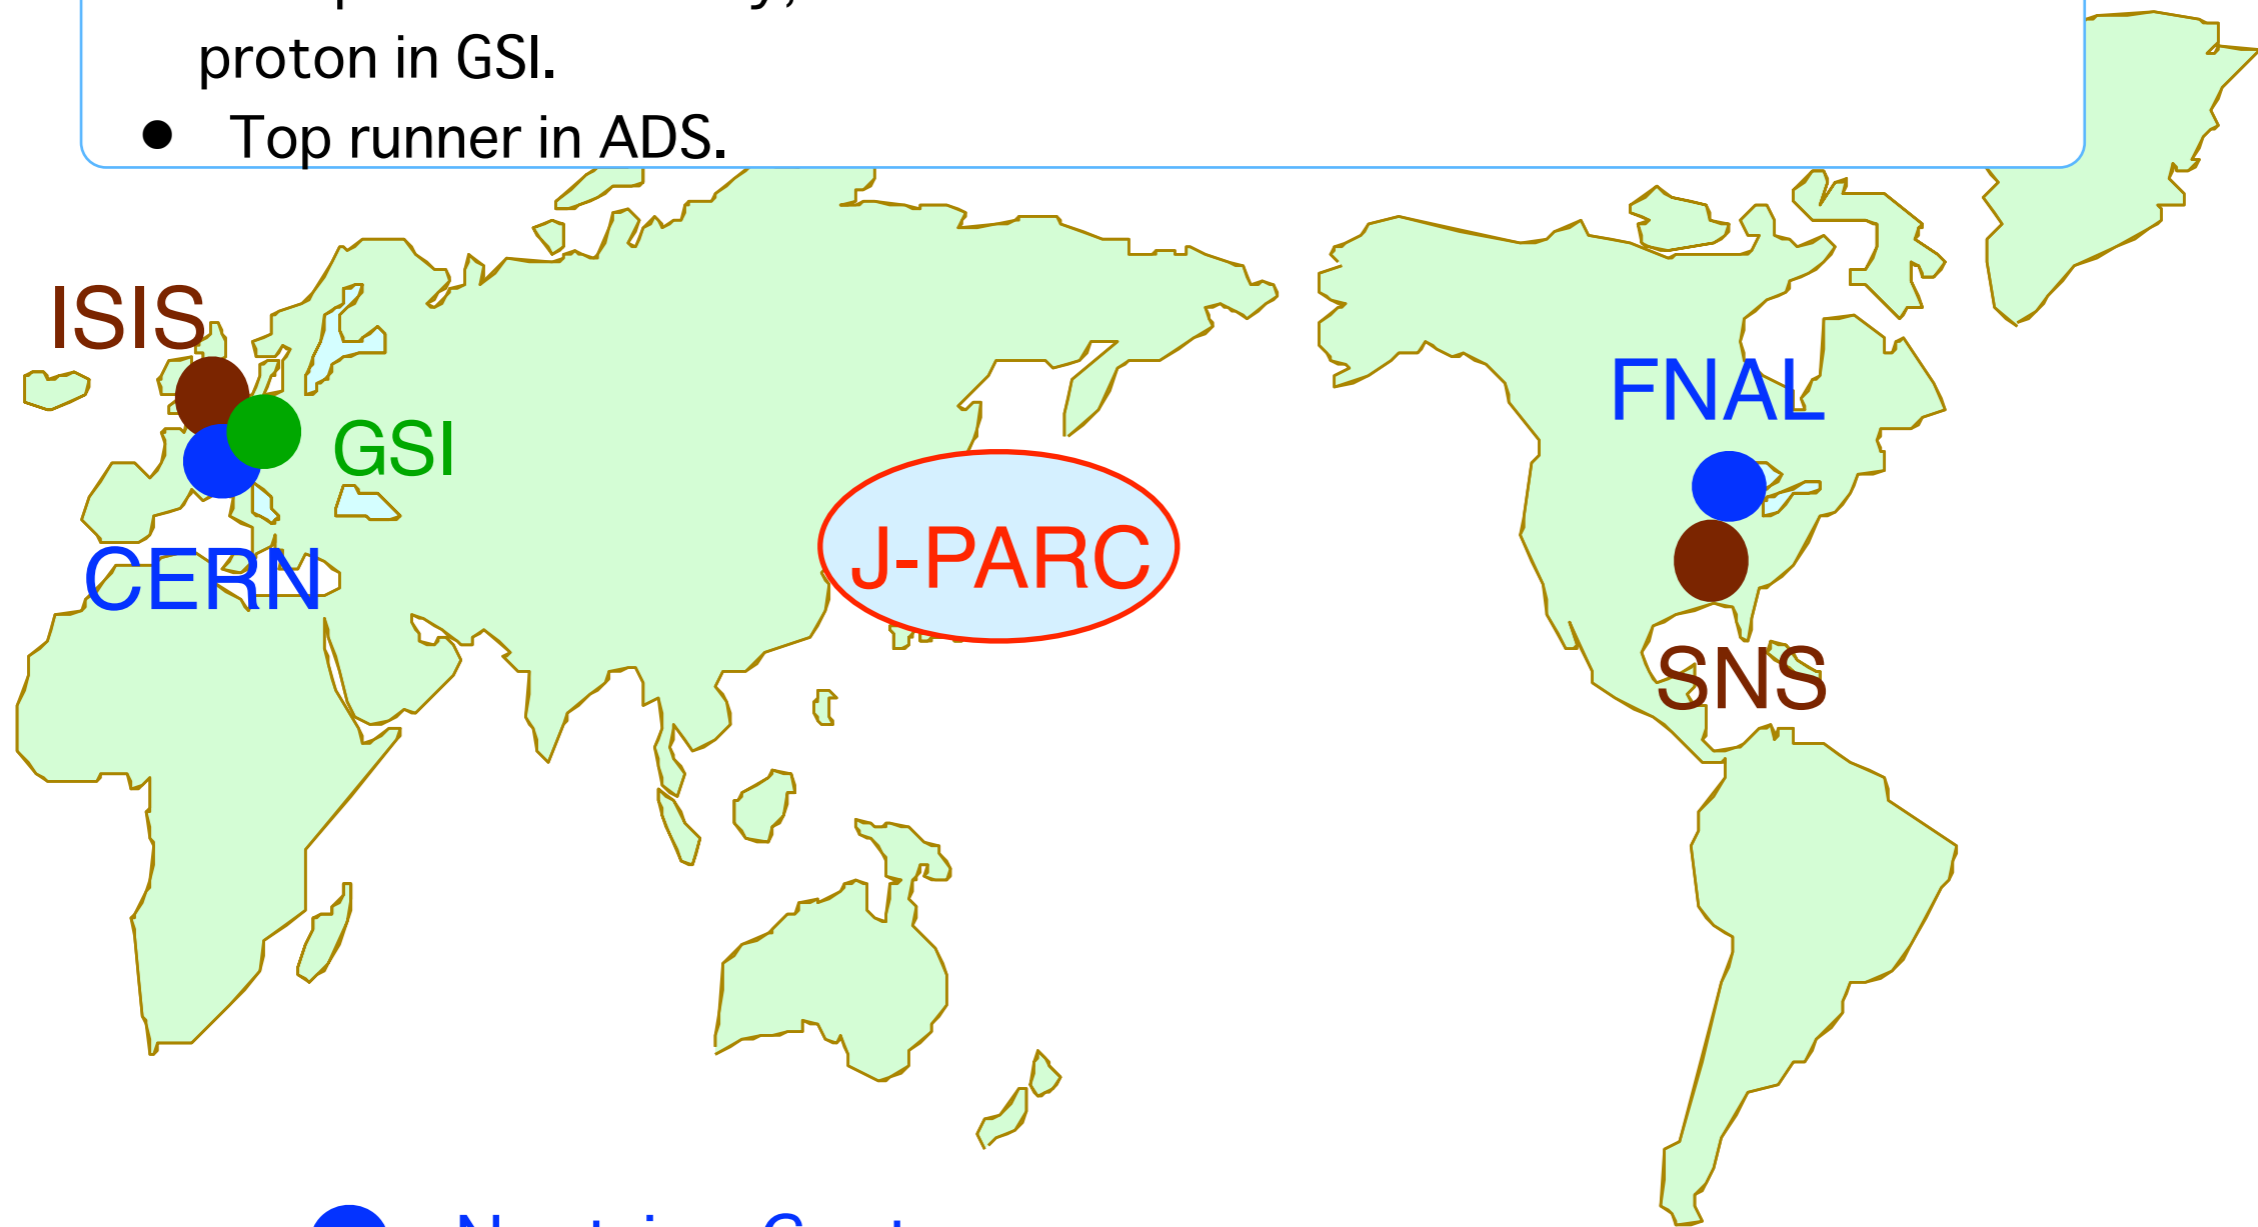 proton in GSI.
● Top runner in ADS.
ISIS
FNAL
GSI
J-PARC
CERN
SNS